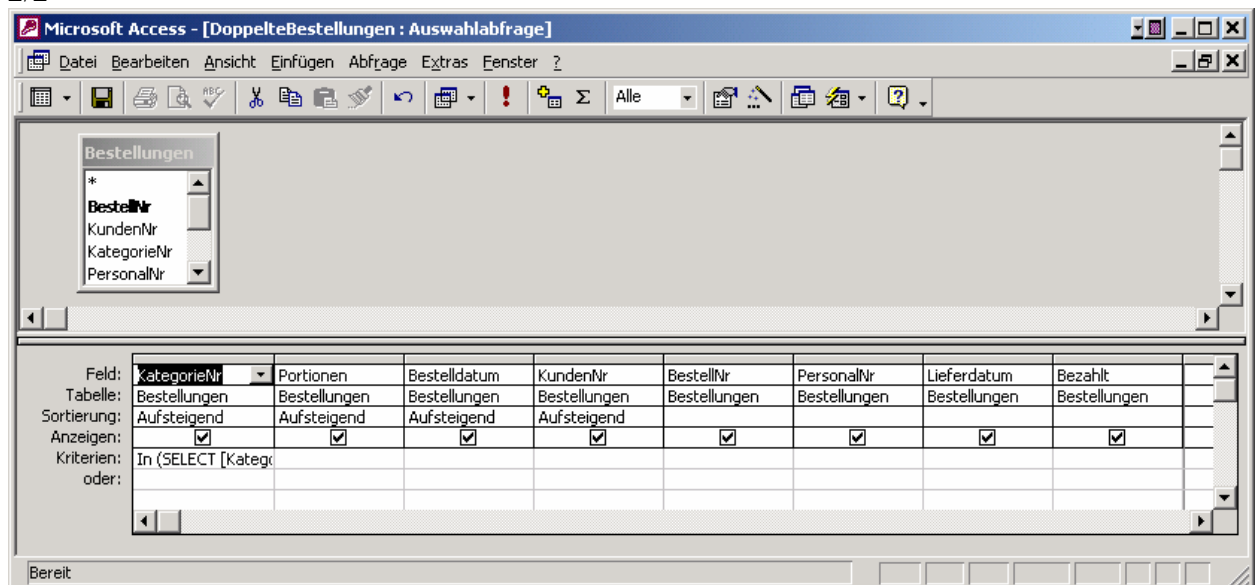 Microsoft Access - [DoppelteBestellungen : Auswahlabfrage]
Datei Bearbeiten Ansicht Einfügen Abfrage Extras Fenster ?
ABC Σ Alle
Bestellungen
*
BestellNr
KundenNr
KategorieNr
PersonalNr
Feld: KategorieNr Portionen Bestelldatum KundenNr BestellNr PersonalNr Lieferdatum Bezahlt
Tabelle: Bestellungen Bestellungen Bestellungen Bestellungen Bestellungen Bestellungen Bestellungen Bestellungen
Sortierung: Aufsteigend Aufsteigend Aufsteigend Aufsteigend
Anzeigen:
Kriterien: In (SELECT [Katego
oder:
Bereit